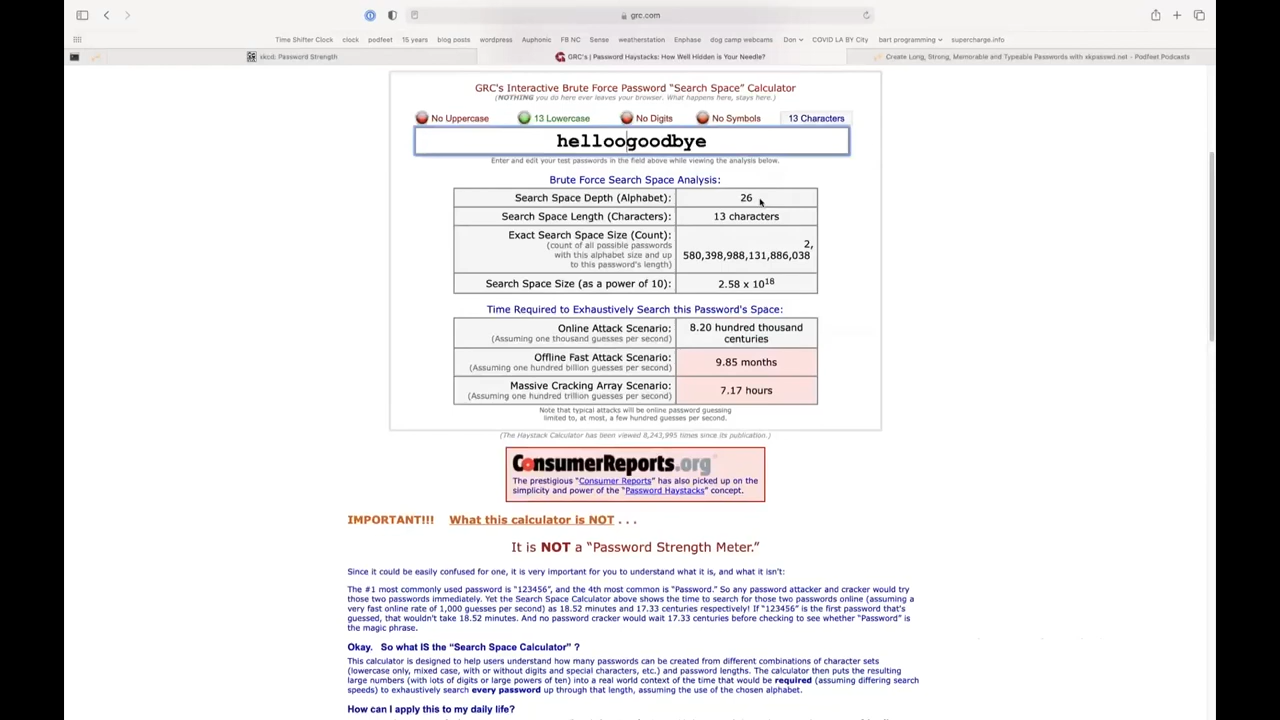 grc.com
Time Shifter Clock clock podfeet 15 years blog posts wordpress Auphonic FB NC Sense weatherstation Enphase dog camp webcams Don COVID LA BY City bart programming supercharge.info
xkcd: Password Strength
GRC's | Password Haystacks: How Well Hidden is Your Needle?
Create Long, Strong, Memorable and Typeable Passwords with xkpasswd.net - Podfeet Podcasts
GRC's Interactive Brute Force Password “Search Space” Calculator
(NOTHING you do here ever leaves your browser. What happens here, stays here.)
No Uppercase 13 Lowercase No Digits No Symbols 13 Characters
helloogoodbye
Enter and edit your test passwords in the field above while viewing the analysis below.
Brute Force Search Space Analysis:
Search Space Depth (Alphabet): 26
Search Space Length (Characters): 13 characters
Exact Search Space Size (Count):
(count of all possible passwords
with this alphabet size and up
to this password's length)
2,
580,398,988,131,886,038
Search Space Size (as a power of 10): 2.58 x 10¹⁸
Time Required to Exhaustively Search this Password's Space:
Online Attack Scenario:
(Assuming one thousand guesses per second)
8.20 hundred thousand
centuries
Offline Fast Attack Scenario:
(Assuming one hundred billion guesses per second)
9.85 months
Massive Cracking Array Scenario:
(Assuming one hundred trillion guesses per second)
7.17 hours
Note that typical attacks will be online password guessing
limited to, at most, a few hundred guesses per second.
(The Haystack Calculator has been viewed 8,243,995 times since its publication.)
ConsumerReports.org
The prestigious “Consumer Reports” has also picked up on the
simplicity and power of the “Password Haystacks” concept.
IMPORTANT!!! What this calculator is NOT . . .
It is NOT a “Password Strength Meter.”
Since it could be easily confused for one, it is very important for you to understand what it is, and what it isn't:
The #1 most commonly used password is “123456”, and the 4th most common is “Password.” So any password attacker and cracker would try
those two passwords immediately. Yet the Search Space Calculator above shows the time to search for those two passwords online (assuming a
very fast online rate of 1,000 guesses per second) as 18.52 minutes and 17.33 centuries respectively! If “123456” is the first password that's
guessed, that wouldn't take 18.52 minutes. And no password cracker would wait 17.33 centuries before checking to see whether “Password” is
the magic phrase.
Okay. So what IS the “Search Space Calculator” ?
This calculator is designed to help users understand how many passwords can be created from different combinations of character sets
(lowercase only, mixed case, with or without digits and special characters, etc.) and password lengths. The calculator then puts the resulting
large numbers (with lots of digits or large powers of ten) into a real world context of the time that would be required (assuming differing search
speeds) to exhaustively search every password up through that length, assuming the use of the chosen alphabet.
How can I apply this to my daily life?